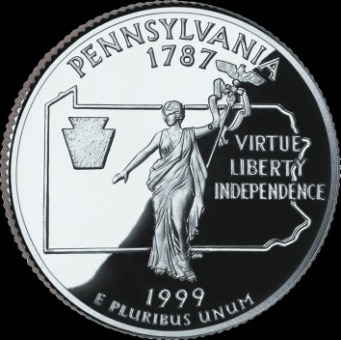 PENNSYLVANIA
1787
VIRTUE
LIBERTY
INDEPENDENCE
1999
E PLURIBUS UNUM